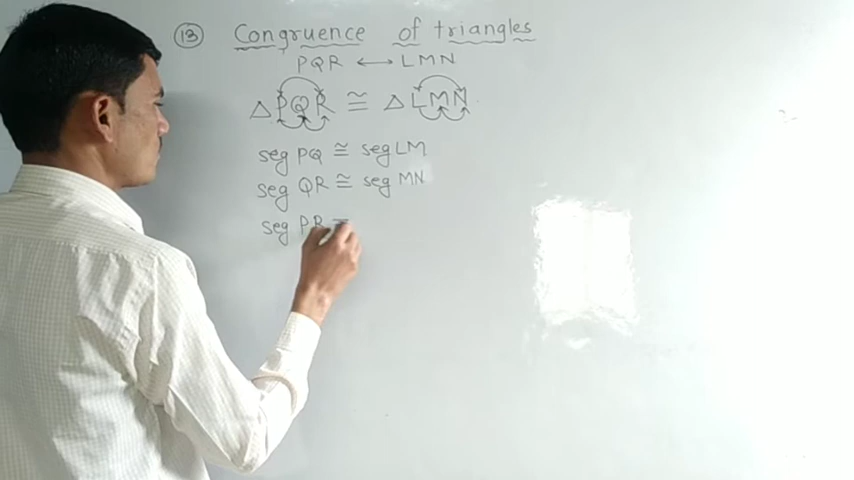 13 Congruence of triangles
PQR ↔ LMN
△PQR ≅ △LMN
seg PQ ≅ seg LM
seg QR ≅ seg MN
seg PR =